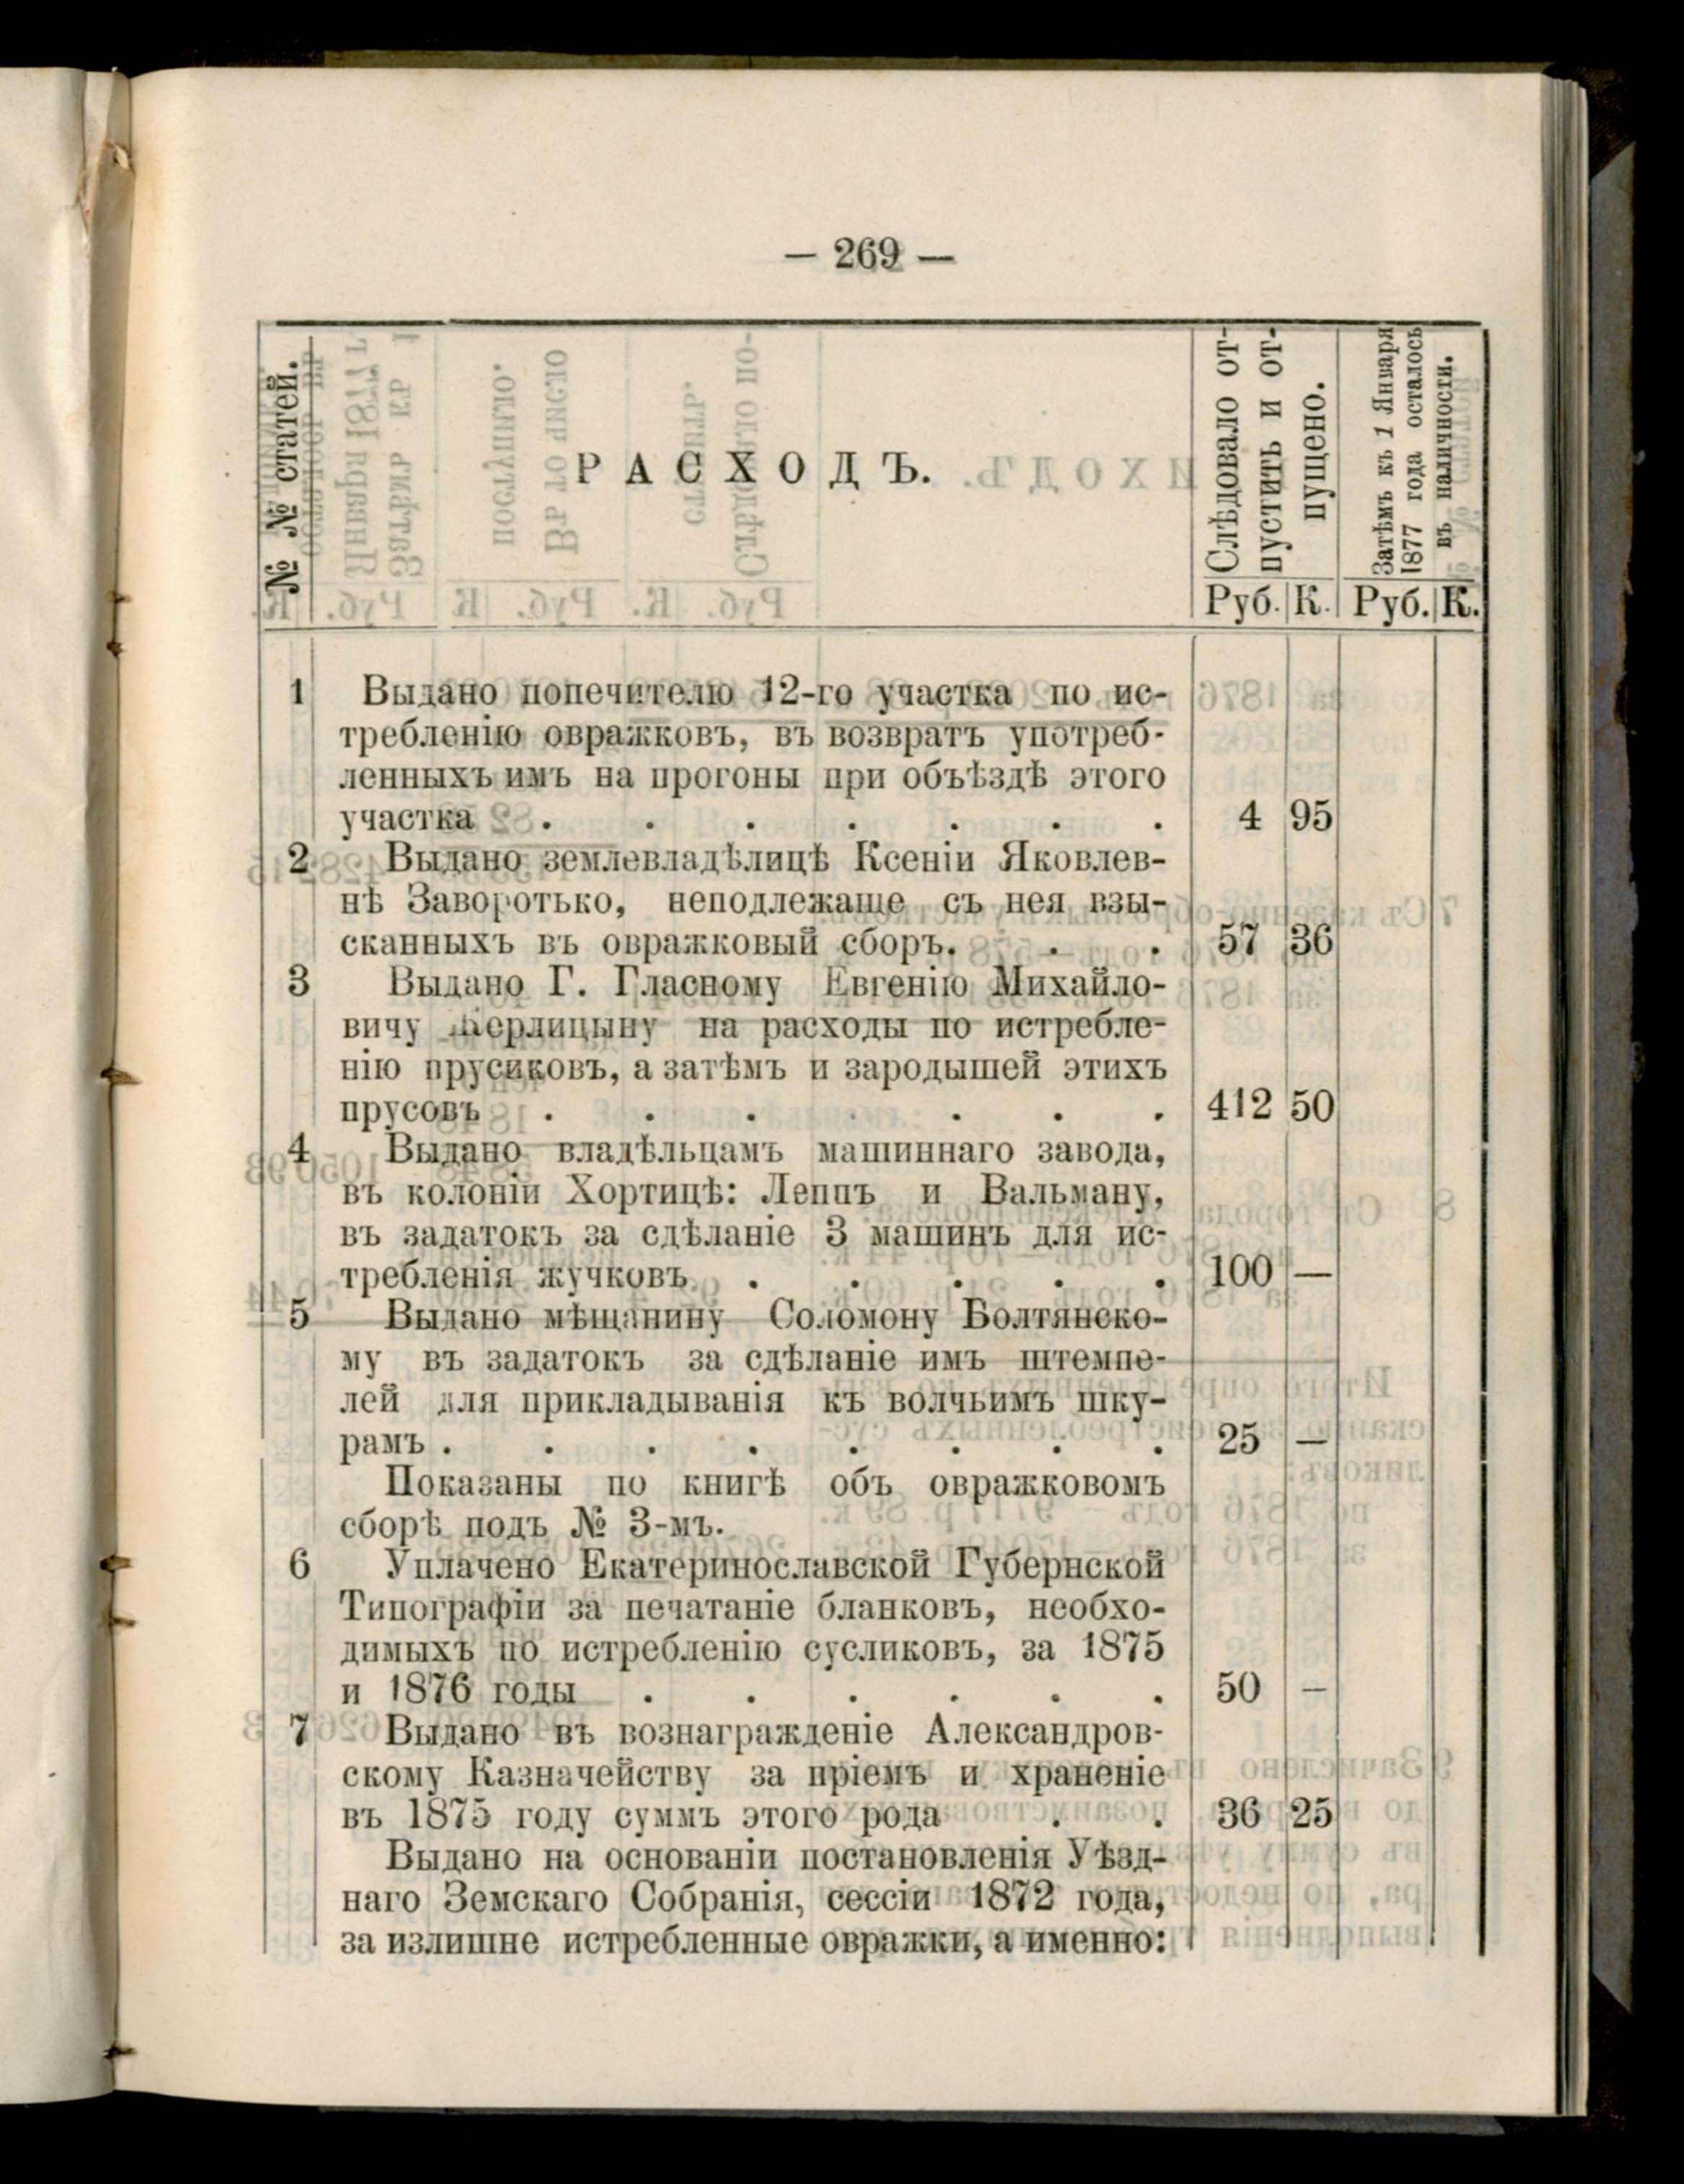 — 269 —
№ № статей.
РАСХОДЪ.
Слѣдовало от-
пустить и от-
пущено.
Затѣмъ къ 1 Января
1877 года осталось
въ наличности.
Руб. К. Руб. К.
1 Выдано попечителю 12-го участка по ис-
требленію овражковъ, въ возвратъ употреб-
ленныхъ имъ на прогоны при объѣздѣ этого
участка . . . . . . . 4 95
2 Выдано землевладѣлицѣ Ксеніи Яковлев-
нѣ Заворотько, неподлежаще съ нея взы-
сканныхъ въ овражковый сборъ. . . 57 36
3 Выдано Г. Гласному Евгенію Михайло-
вичу на расходы по истребле-
нію прусиковъ, а затѣмъ и зародышей этихъ
прусовъ . . . . . . . 412 50
4 Выдано владѣльцамъ машиннаго завода,
въ колоніи Хортицѣ: Леппъ и Вальману,
въ задатокъ за сдѣланіе 3 машинъ для ис-
требленія жучковъ . . . . . 100 —
5 Выдано мѣщанину Соломону Болтянско-
му въ задатокъ за сдѣланіе имъ штемпе-
лей для прикладыванія къ волчьимъ шку-
рамъ . . . . . . . . 25 —
Показаны по книгѣ объ овражковомъ
сборѣ подъ № 3-мъ.
6 Уплачено Екатеринославской Губернской
Типографіи за печатаніе бланковъ, необхо-
димыхъ по истребленію сусликовъ, за 1875
и 1876 годы . . . . . . 50 —
7 Выдано въ вознагражденіе Александров-
скому Казначейству за пріемъ и храненіе
въ 1875 году суммъ этого рода . . 36 25
Выдано на основаніи постановленія Уѣзд-
наго Земскаго Собранія, сессіи 1872 года,
за излишне истребленные овражки, а именно: